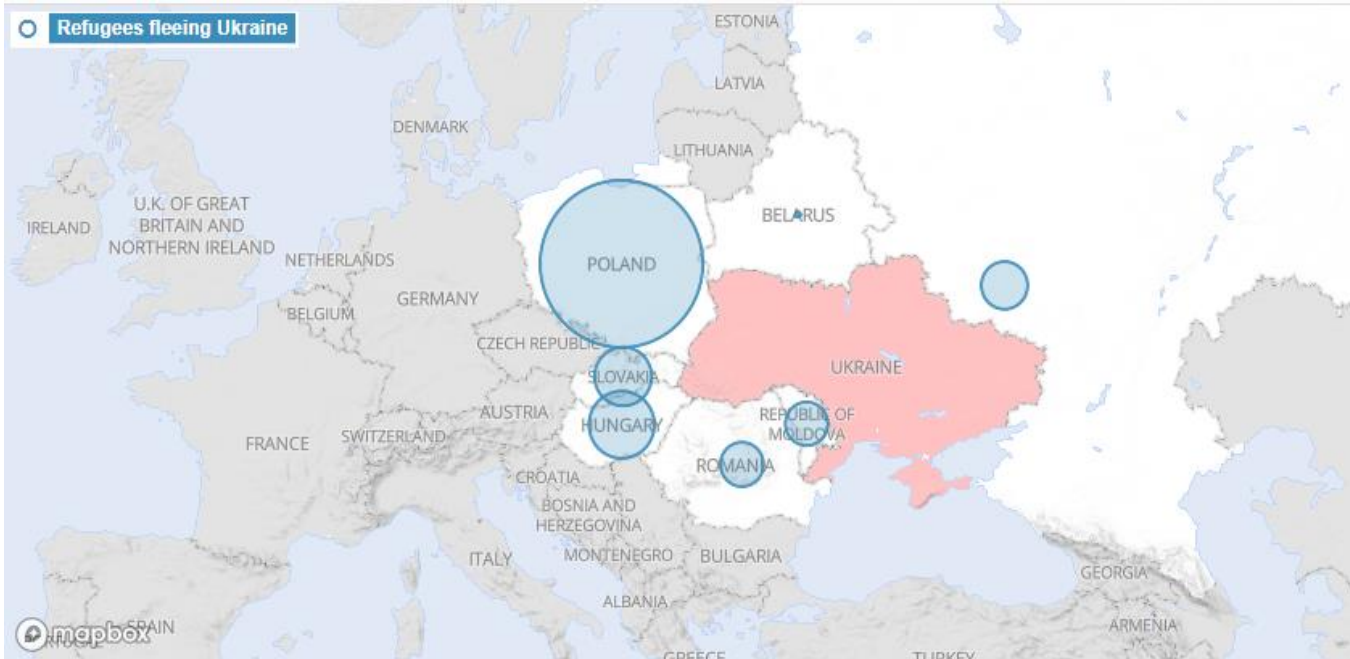 Refugees fleeing Ukraine
ESTONIA
LATVIA
DENMARK
LITHUANIA
U.K. OF GREAT
BRITAIN AND
NORTHERN IRELAND
IRELAND
BELARUS
NETHERLANDS
POLAND
GERMANY
BELGIUM
CZECH REPUBLIC
SLOVAKIA
UKRAINE
AUSTRIA
REPUBLIC OF
MOLDOVA
HUNGARY
FRANCE
SWITZERLAND
ROMANIA
CROATIA
BOSNIA AND
HERZEGOVINA
ITALY
MONTENEGRO
BULGARIA
GEORGIA
ALBANIA
ARMENIA
mapbox
SPAIN
GREECE
TURKEY